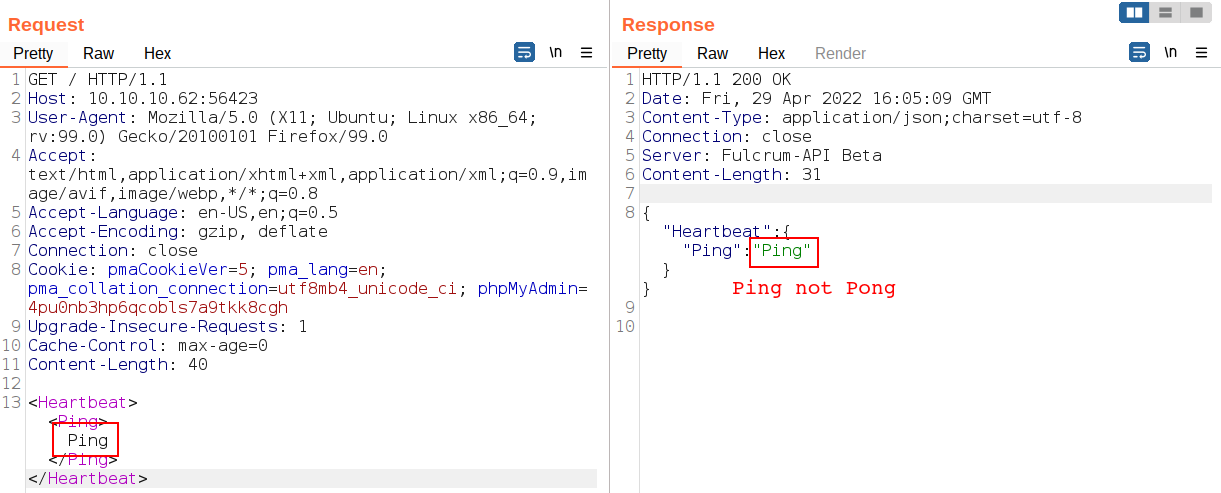 Request
Pretty Raw Hex \n
1 GET / HTTP/1.1
2 Host: 10.10.10.62:56423
3 User-Agent: Mozilla/5.0 (X11; Ubuntu; Linux x86_64;
rv:99.0) Gecko/20100101 Firefox/99.0
4 Accept:
text/html,application/xhtml+xml,application/xml;q=0.9,im
age/avif,image/webp,*/*;q=0.8
5 Accept-Language: en-US,en;q=0.5
6 Accept-Encoding: gzip, deflate
7 Connection: close
8 Cookie: pmaCookieVer=5; pma_lang=en;
pma_collation_connection=utf8mb4_unicode_ci; phpMyAdmin=
4pu0nb3hp6qcobls7a9tkk8cgh
9 Upgrade-Insecure-Requests: 1
10 Cache-Control: max-age=0
11 Content-Length: 40
12
13 <Heartbeat>
<Ping>
Ping
</Ping>
</Heartbeat>
Response
Pretty Raw Hex Render \n
1 HTTP/1.1 200 OK
2 Date: Fri, 29 Apr 2022 16:05:09 GMT
3 Content-Type: application/json;charset=utf-8
4 Connection: close
5 Server: Fulcrum-API Beta
6 Content-Length: 31
7
8 {
"Heartbeat":{
"Ping":"Ping"
}
}
Ping not Pong
9
10